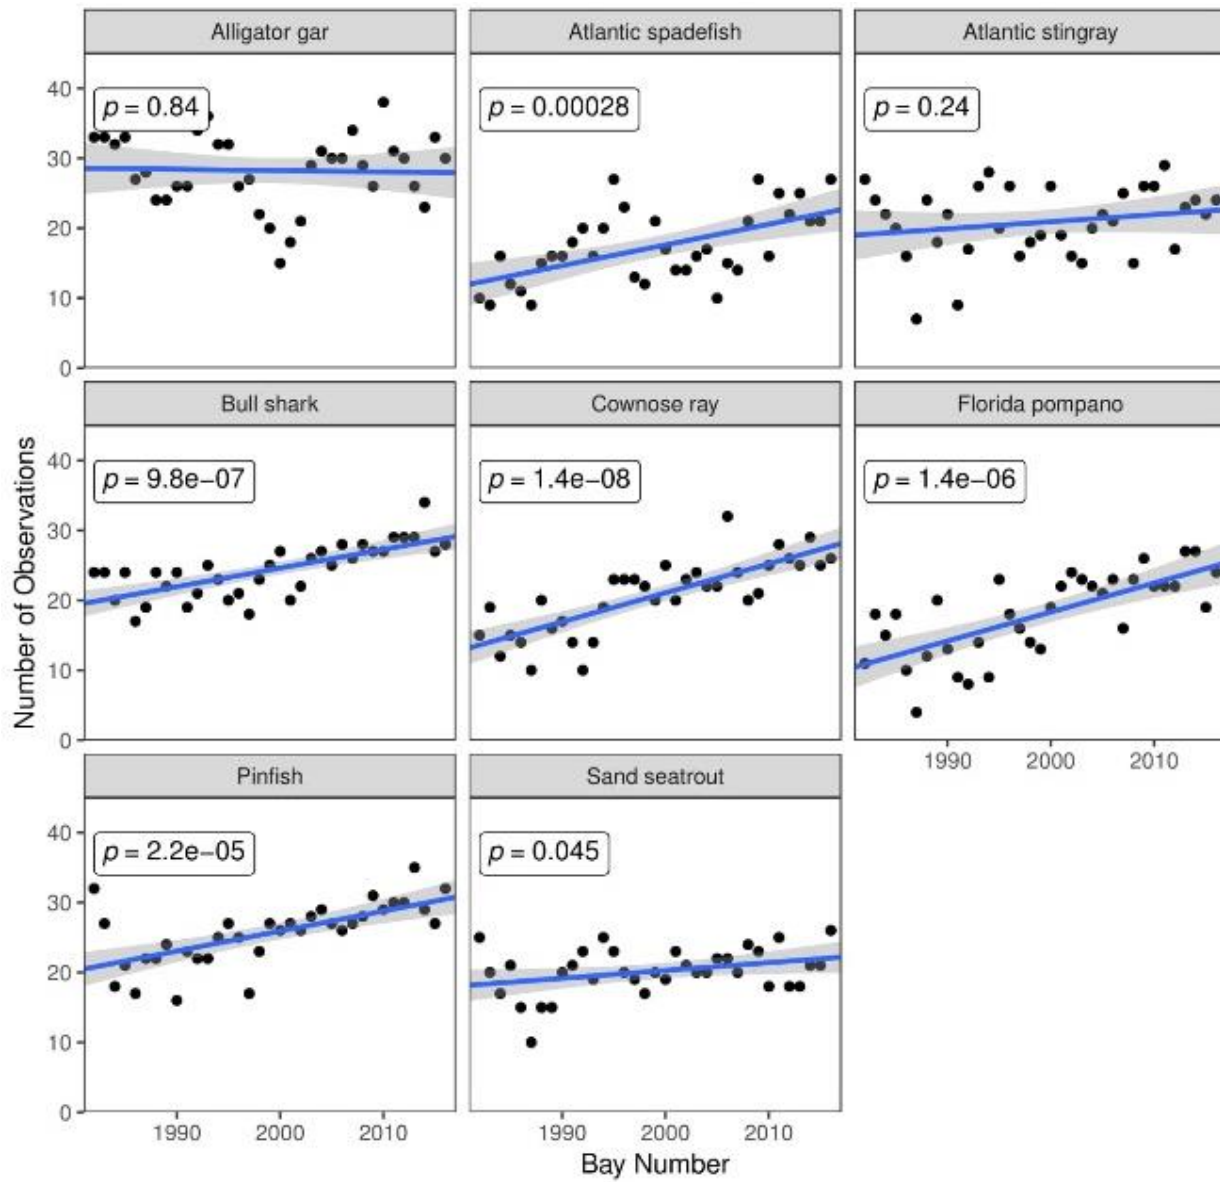 Alligator gar Atlantic spadefish Atlantic stingray
40
30
20
10
0
p = 0.84
p = 0.00028
p = 0.24
Bull shark Cownose ray Florida pompano
40
30
20
10
0
p = 9.8e−07
p = 1.4e−08
p = 1.4e−06
1990 2000 2010
Number of Observations
Pinfish Sand seatrout
40
30
20
10
0
p = 2.2e−05
p = 0.045
1990 2000 2010
1990 2000 2010
Bay Number